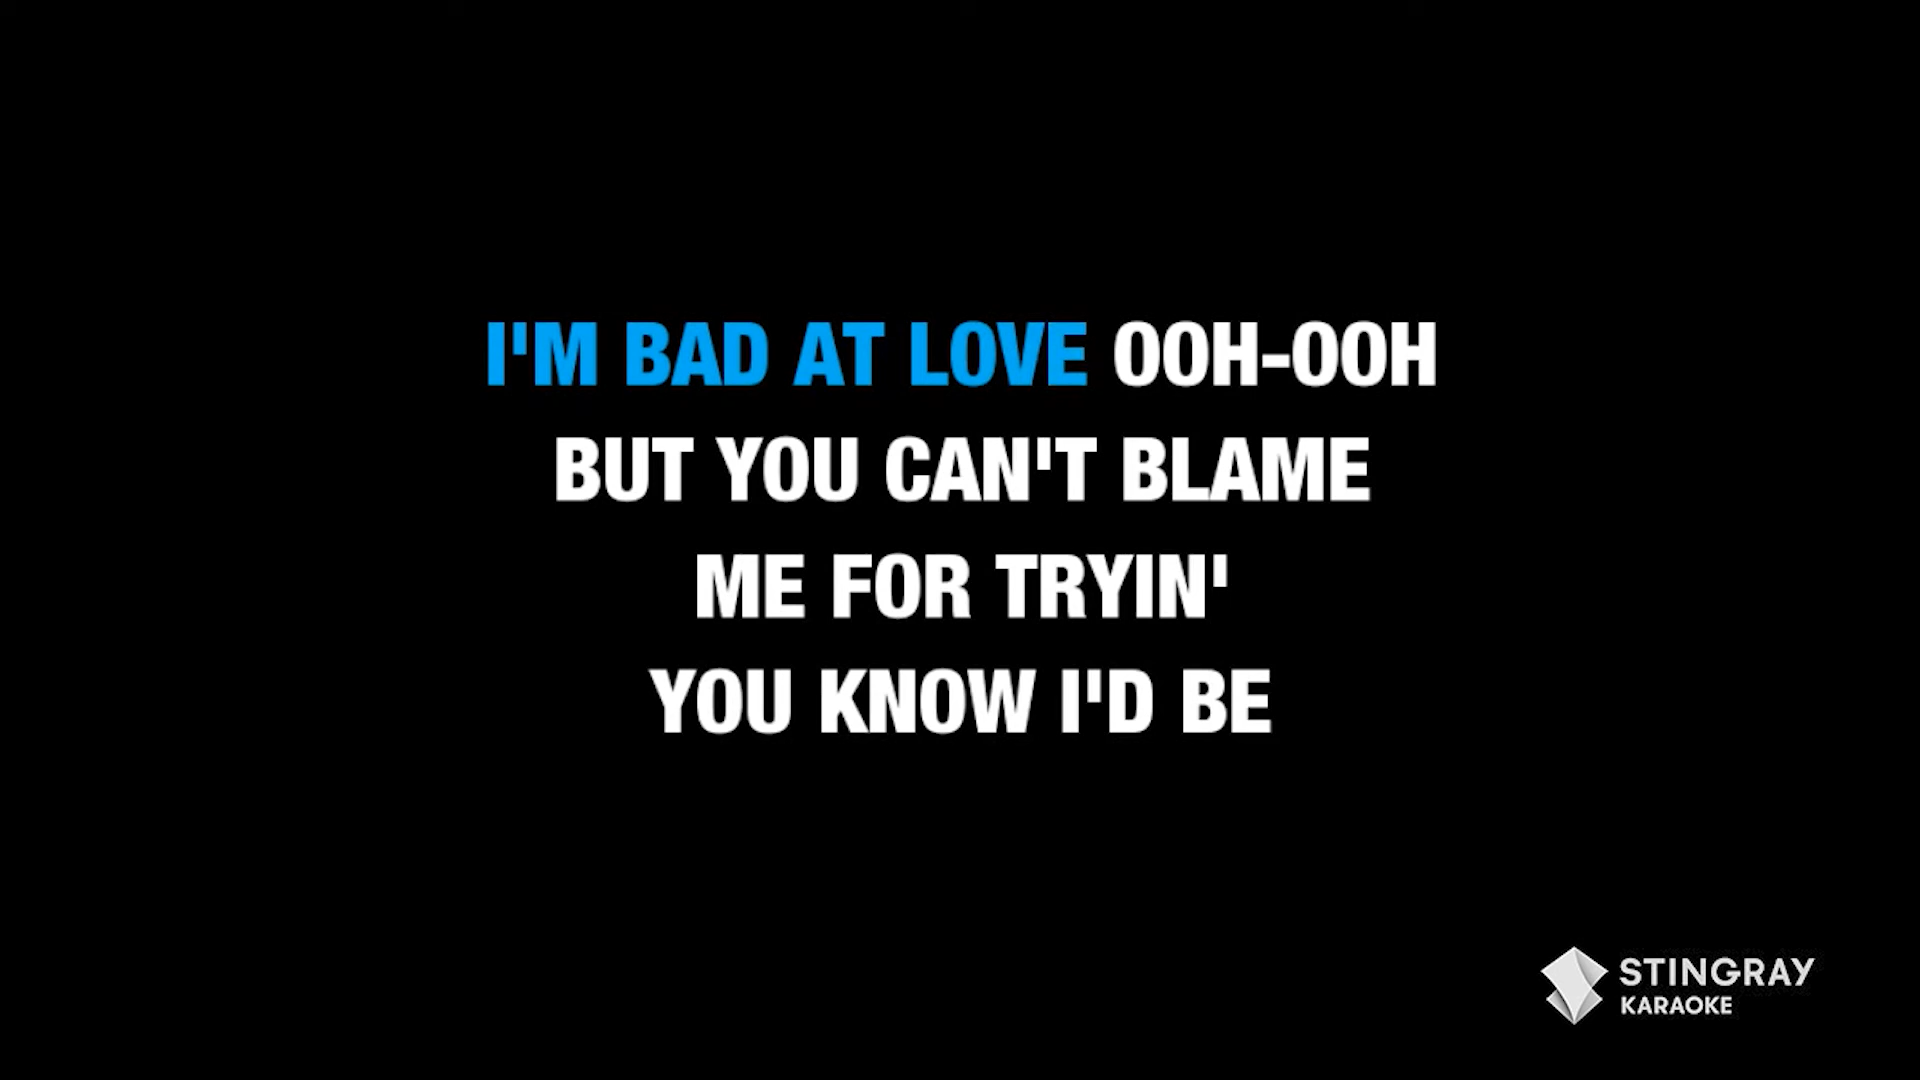 I'M BAD AT LOVE OOH-OOH
BUT YOU CAN'T BLAME
ME FOR TRYIN'
YOU KNOW I'D BE
STINGRAY
KARAOKE